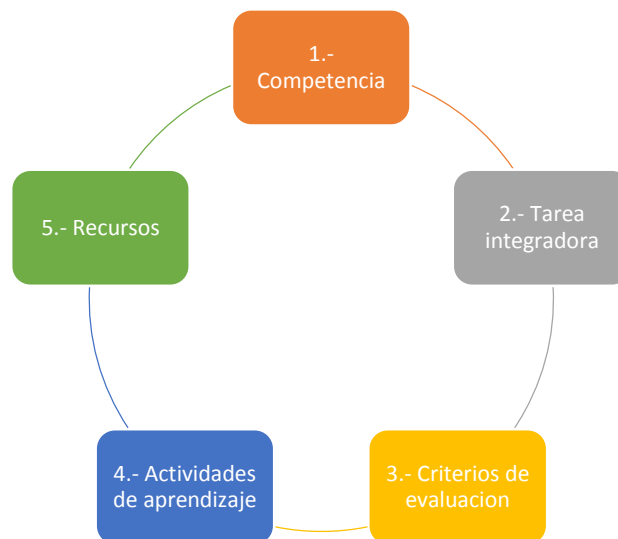 1.-
Competencia
2.- Tarea
integradora
3.- Criterios de
evaluacion
4.- Actividades
de aprendizaje
5.- Recursos